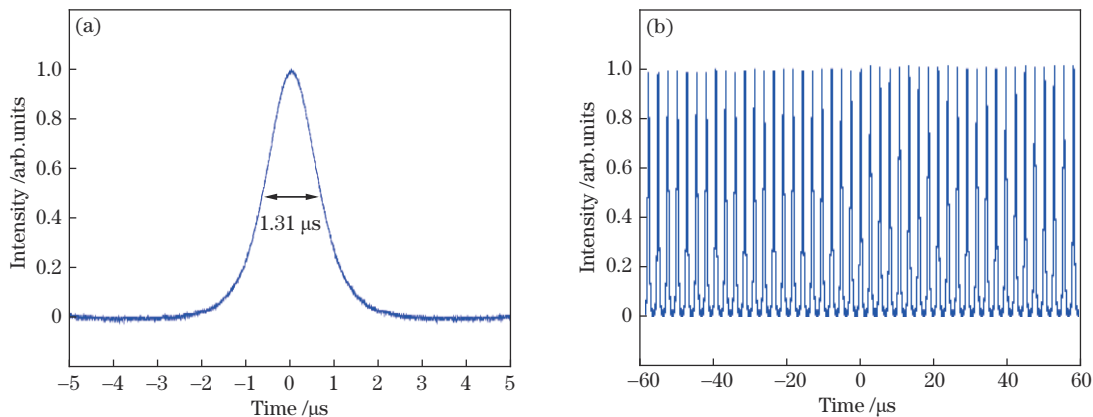 (a)
1.0
0.8
0.6
0.4
0.2
0
Intensity /arb.units
1.31 μs
−5 −4 −3 −2 −1 0 1 2 3 4 5
Time /μs
(b)
1.0
0.8
0.6
0.4
0.2
0
Intensity /arb.units
−60 −40 −20 0 20 40 60
Time /μs